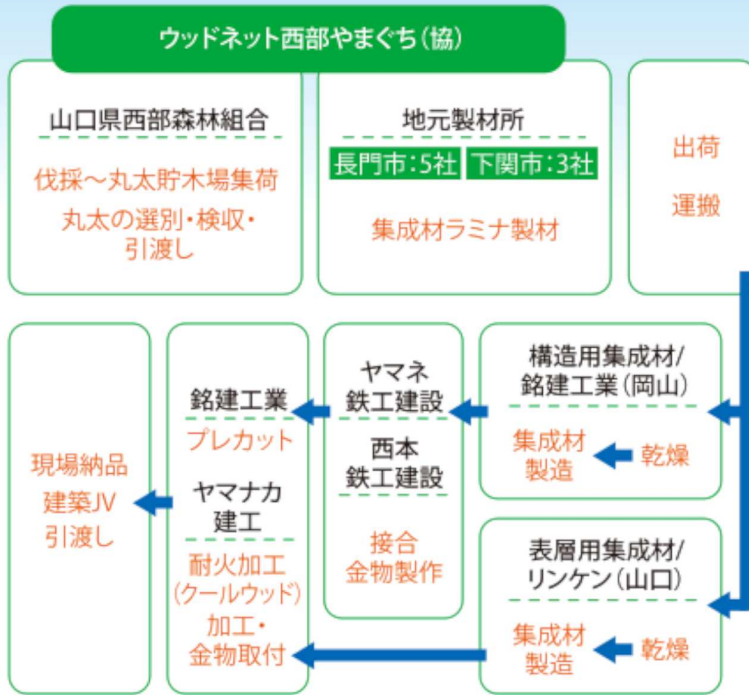 ウッドネット西部やまぐち(協)
山口県西部森林組合
伐採～丸太貯木場集荷
丸太の選別・検収・
引渡し
地元製材所
長門市:5社
下関市:3社
集成材ラミナ製材
出荷
運搬
構造用集成材/
銘建工業(岡山)
集成材
製造
乾燥
表層用集成材/
リンケン(山口)
集成材
製造
乾燥
ヤマネ
鉄工建設
西本
鉄工建設
接合
金物製作
銘建工業
プレカット
ヤマナカ
建工
耐火加工
(クールウッド)
加工・
金物取付
現場納品
建築JV
引渡し